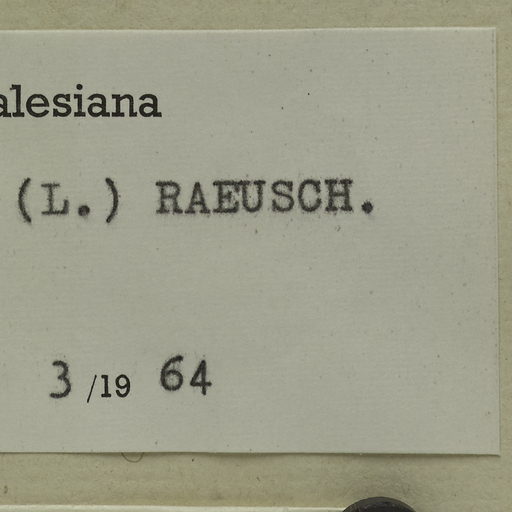 alesiana
(L.) RAEUSCH.
3 /19 64